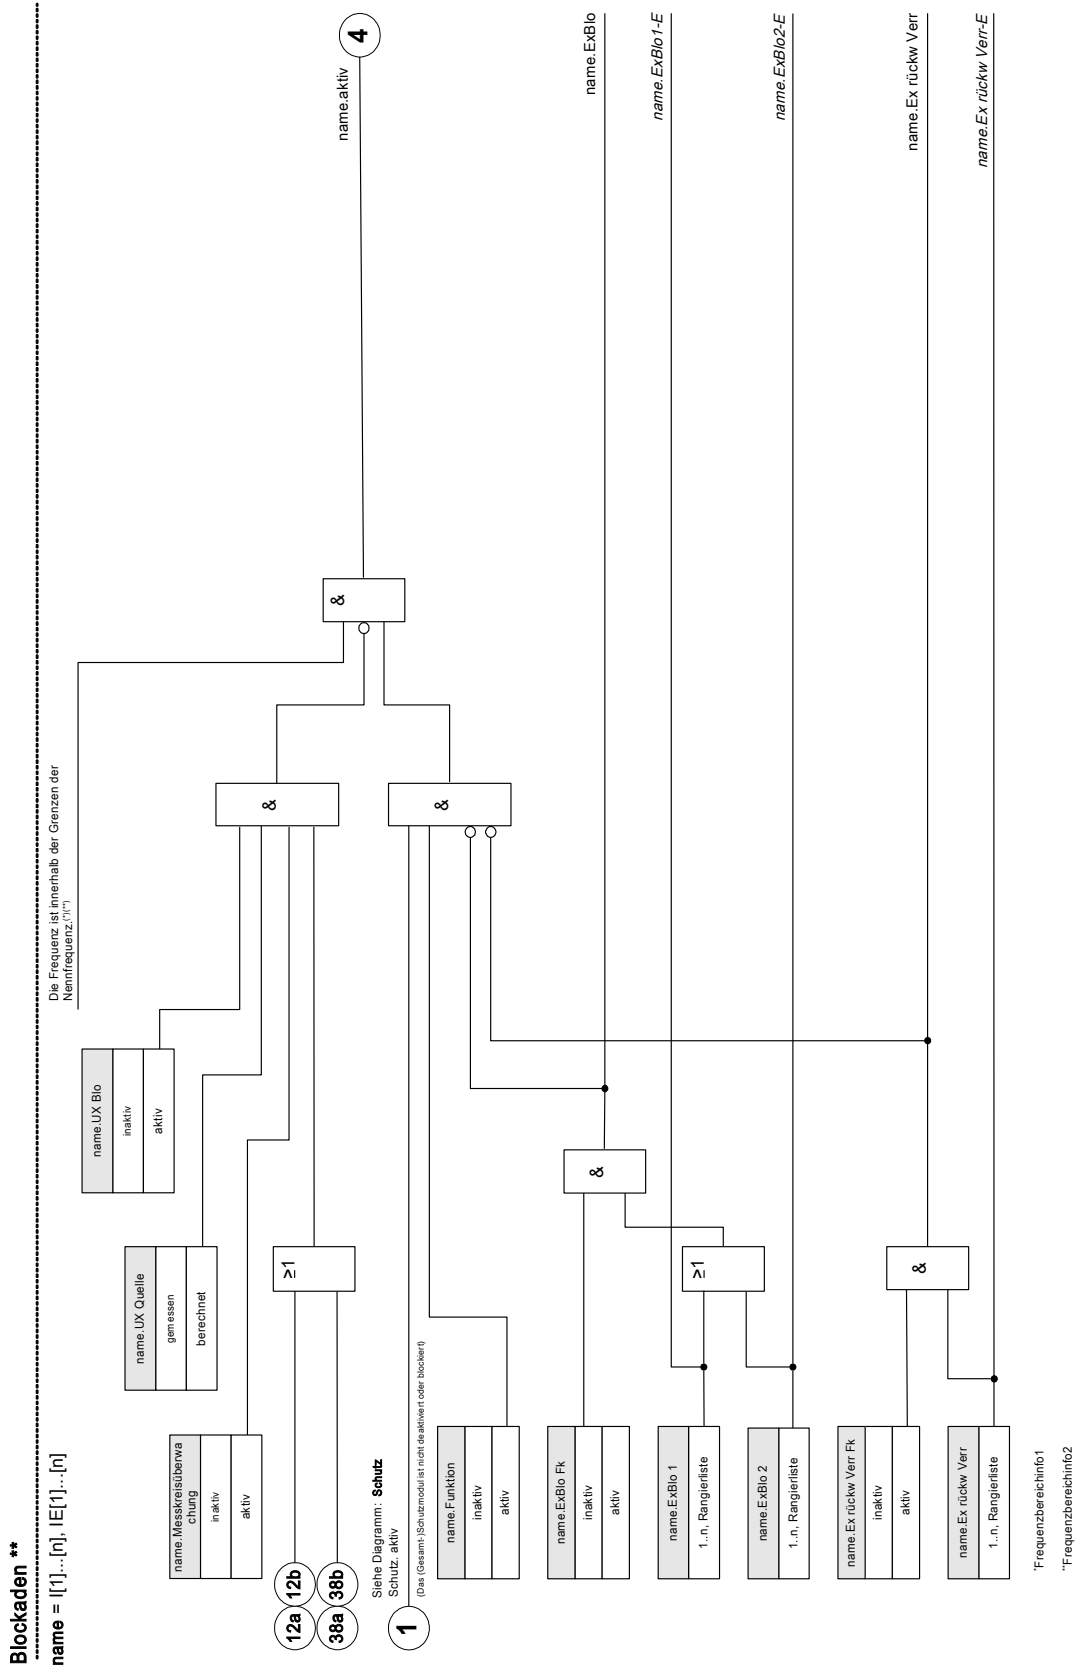 Blockaden **
name = I[1]...[n], IE[1]...[n]
Die Frequenz ist innerhalb der Grenzen der
Nennfrequenz.(*)(**)
name.UX Blo
inaktiv
aktiv
name.UX Quelle
gemessen
berechnet
name.Messkreisüberwa
chung
inaktiv
aktiv
12a
12b
38a
38b
≥1
&
&
name.aktiv
4
Siehe Diagramm: Schutz
Schutz. aktiv
1
(Das (Gesamt-)Schutzmodul ist nicht deaktiviert oder blockiert)
&
name.Funktion
inaktiv
aktiv
name.ExBlo Fk
inaktiv
aktiv
&
name.ExBlo
name.ExBlo 1
1..n, Rangierliste
≥1
name.ExBlo1-E
name.ExBlo 2
1..n, Rangierliste
name.ExBlo2-E
name.Ex rückw Verr Fk
inaktiv
aktiv
&
name.Ex rückw Verr
name.Ex rückw Verr
1..n, Rangierliste
name.Ex rückw Verr-E
*Frequenzbereichinfo1
**Frequenzbereichinfo2